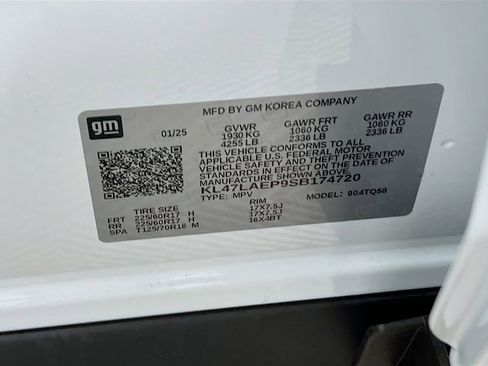 MFD BY GM KOREA COMPANY
gm 01/25 GVWR GAWR FRT GAWR RR
1930 KG 1060 KG 1060 KG
4255 LB 2336 LB 2336 LB
THIS VEHICLE CONFORMS TO ALL
APPLICABLE U.S. FEDERAL MOTOR
VEHICLE SAFETY
STANDARDS IN EFFECT ON THE DATE OF
MANUFACTURE SHOWN ABOVE.
KL47LAEP9SB174720
TYPE: MPV MODEL: 904TQ58
TIRE SIZE RIM
FRT 225/60R17 H 17X7.5J
RR 225/60R17 H 17X7.5J
SPA T125/70R16 M 16X4BT